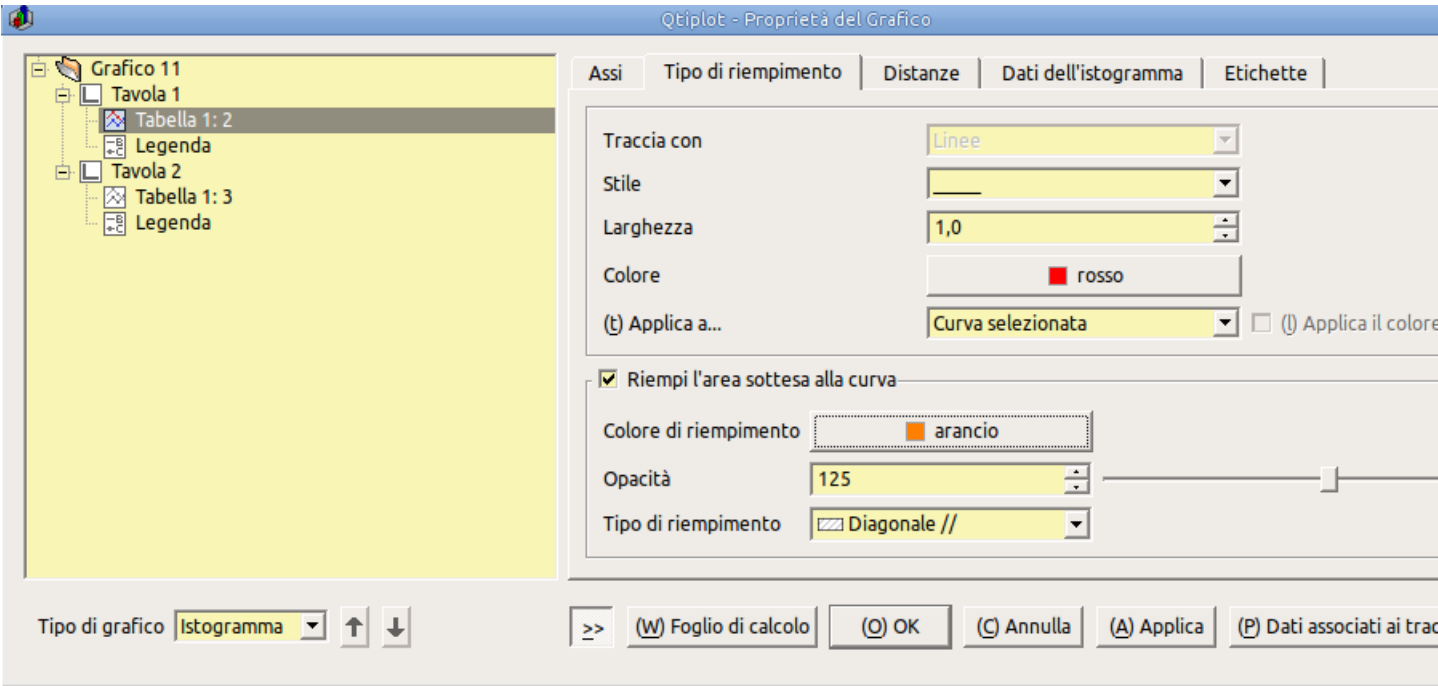 Qtiplot - Proprietà del Grafico
Grafico 11
Tavola 1
Tabella 1: 2
Legenda
Tavola 2
Tabella 1: 3
Legenda
Tipo di grafico Istogramma
Assi Tipo di riempimento Distanze Dati dell'istogramma Etichette
Traccia con Linee
Stile
Larghezza 1,0
Colore rosso
(t) Applica a... Curva selezionata (l) Applica il colore
Riempi l'area sottesa alla curva
Colore di riempimento arancio
Opacità 125
Tipo di riempimento Diagonale //
>> (W) Foglio di calcolo (O) OK (C) Annulla (A) Applica (P) Dati associati ai